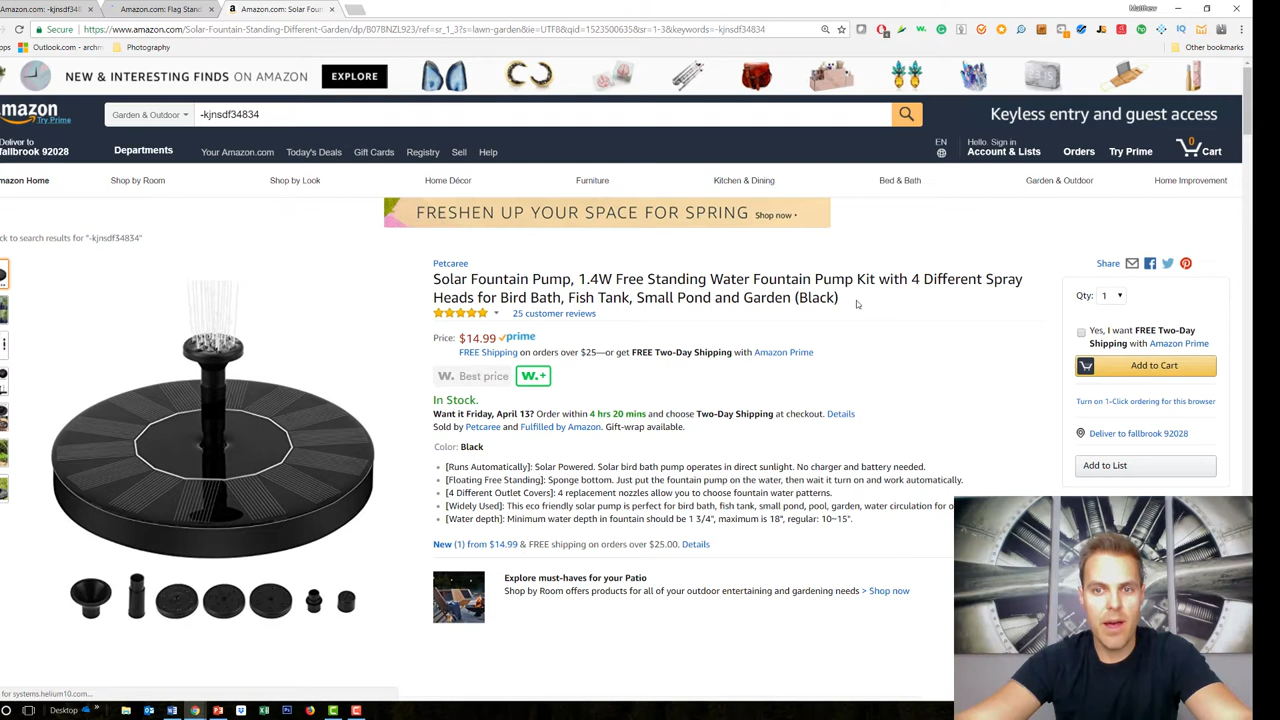 Amazon.com: -kjnsdf348
Amazon.com: Flag Stand
Amazon.com: Solar Foun
Matthew
Secure
https://www.amazon.com/Solar-Fountain-Standing-Different-Garden/dp/B07BNZL923/ref=sr_1_3?s=lawn-garden&ie=UTF8&qid=1523500635&sr=1-3&keywords=-kjnsdf34834
Outlook.com - archm
Photography
Other bookmarks
NEW & INTERESTING FINDS ON AMAZON
EXPLORE
amazon
Try Prime
Garden & Outdoor
-kjnsdf34834
Keyless entry and guest access
Deliver to
fallbrook 92028
Departments
Your Amazon.com
Today's Deals
Gift Cards
Registry
Sell
Help
EN
Hello. Sign in
Account & Lists
Orders
Try Prime
0
Cart
mazon Home
Shop by Room
Shop by Look
Home Décor
Furniture
Kitchen & Dining
Bed & Bath
Garden & Outdoor
Home Improvement
FRESHEN UP YOUR SPACE FOR SPRING Shop now
ck to search results for "-kjnsdf34834"
Petcaree
Share
Solar Fountain Pump, 1.4W Free Standing Water Fountain Pump Kit with 4 Different Spray
Heads for Bird Bath, Fish Tank, Small Pond and Garden (Black)
25 customer reviews
Price: $14.99 prime
FREE Shipping on orders over $25—or get FREE Two-Day Shipping with Amazon Prime
W. Best price
W.+
In Stock.
Want it Friday, April 13? Order within 4 hrs 20 mins and choose Two-Day Shipping at checkout. Details
Sold by Petcaree and Fulfilled by Amazon. Gift-wrap available.
Color: Black
[Runs Automatically]: Solar Powered. Solar bird bath pump operates in direct sunlight. No charger and battery needed.
[Floating Free Standing]: Sponge bottom. Just put the fountain pump on the water, then wait it turn on and work automatically.
[4 Different Outlet Covers]: 4 replacement nozzles allow you to choose fountain water patterns.
[Widely Used]: This eco friendly solar pump is perfect for bird bath, fish tank, small pond, pool, garden, water circulation for o
[Water depth]: Minimum water depth in fountain should be 1 3/4", maximum is 18", regular: 10~15".
New (1) from $14.99 & FREE shipping on orders over $25.00. Details
Explore must-haves for your Patio
Shop by Room offers products for all of your outdoor entertaining and gardening needs > Shop now
Qty: 1
Yes, I want FREE Two-Day
Shipping with Amazon Prime
Add to Cart
Turn on 1-Click ordering for this browser
Deliver to fallbrook 92028
Add to List
for systems.helium10.com...
Desktop